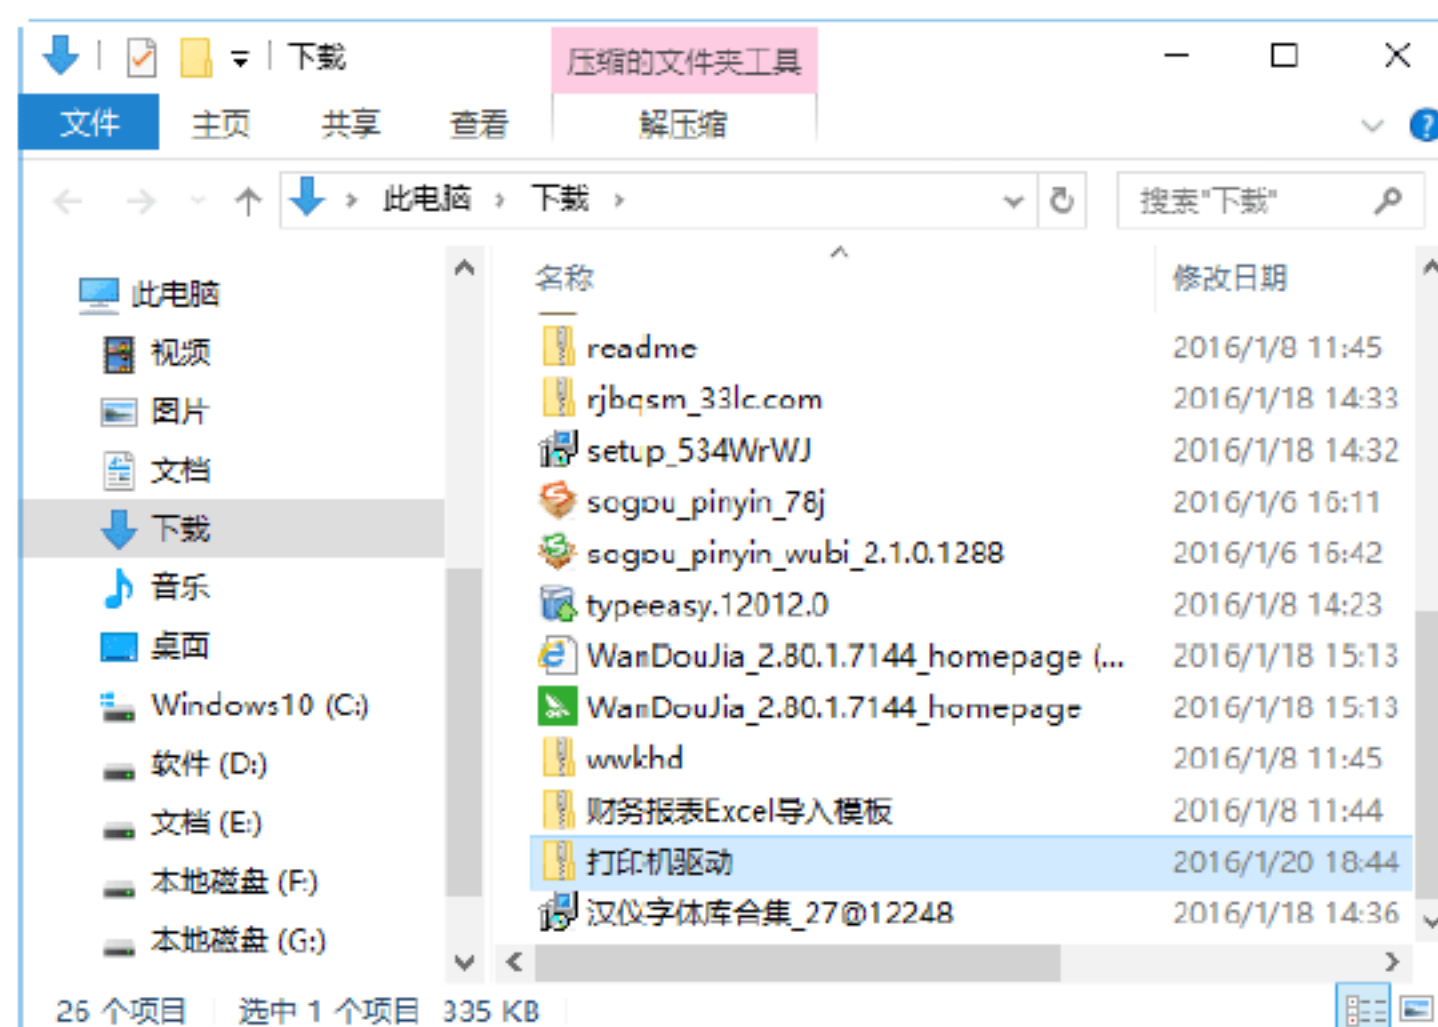 下载
压缩的文件夹工具
文件 主页 共享 查看 解压缩
此电脑 下载
搜索"下载"
此电脑
视频
图片
文档
下载
音乐
桌面
Windows10 (C:)
软件 (D:)
文档 (E:)
本地磁盘 (F:)
本地磁盘 (G:)
名称 修改日期
readme 2016/1/8 11:45
rjbqsm_33lc.com 2016/1/18 14:33
setup_534WrWJ 2016/1/18 14:32
sogou_pinyin_78j 2016/1/6 16:11
sogou_pinyin_wubi_2.1.0.1288 2016/1/6 16:42
typeeasy.12012.0 2016/1/8 14:23
WanDouJia_2.80.1.7144_homepage (... 2016/1/18 15:13
WanDouJia_2.80.1.7144_homepage 2016/1/18 15:13
wwkhd 2016/1/8 11:45
财务报表Excel导入模板 2016/1/8 11:44
打印机驱动 2016/1/20 18:44
汉仪字体库合集_27@12248 2016/1/18 14:36
26 个项目 选中 1 个项目 335 KB